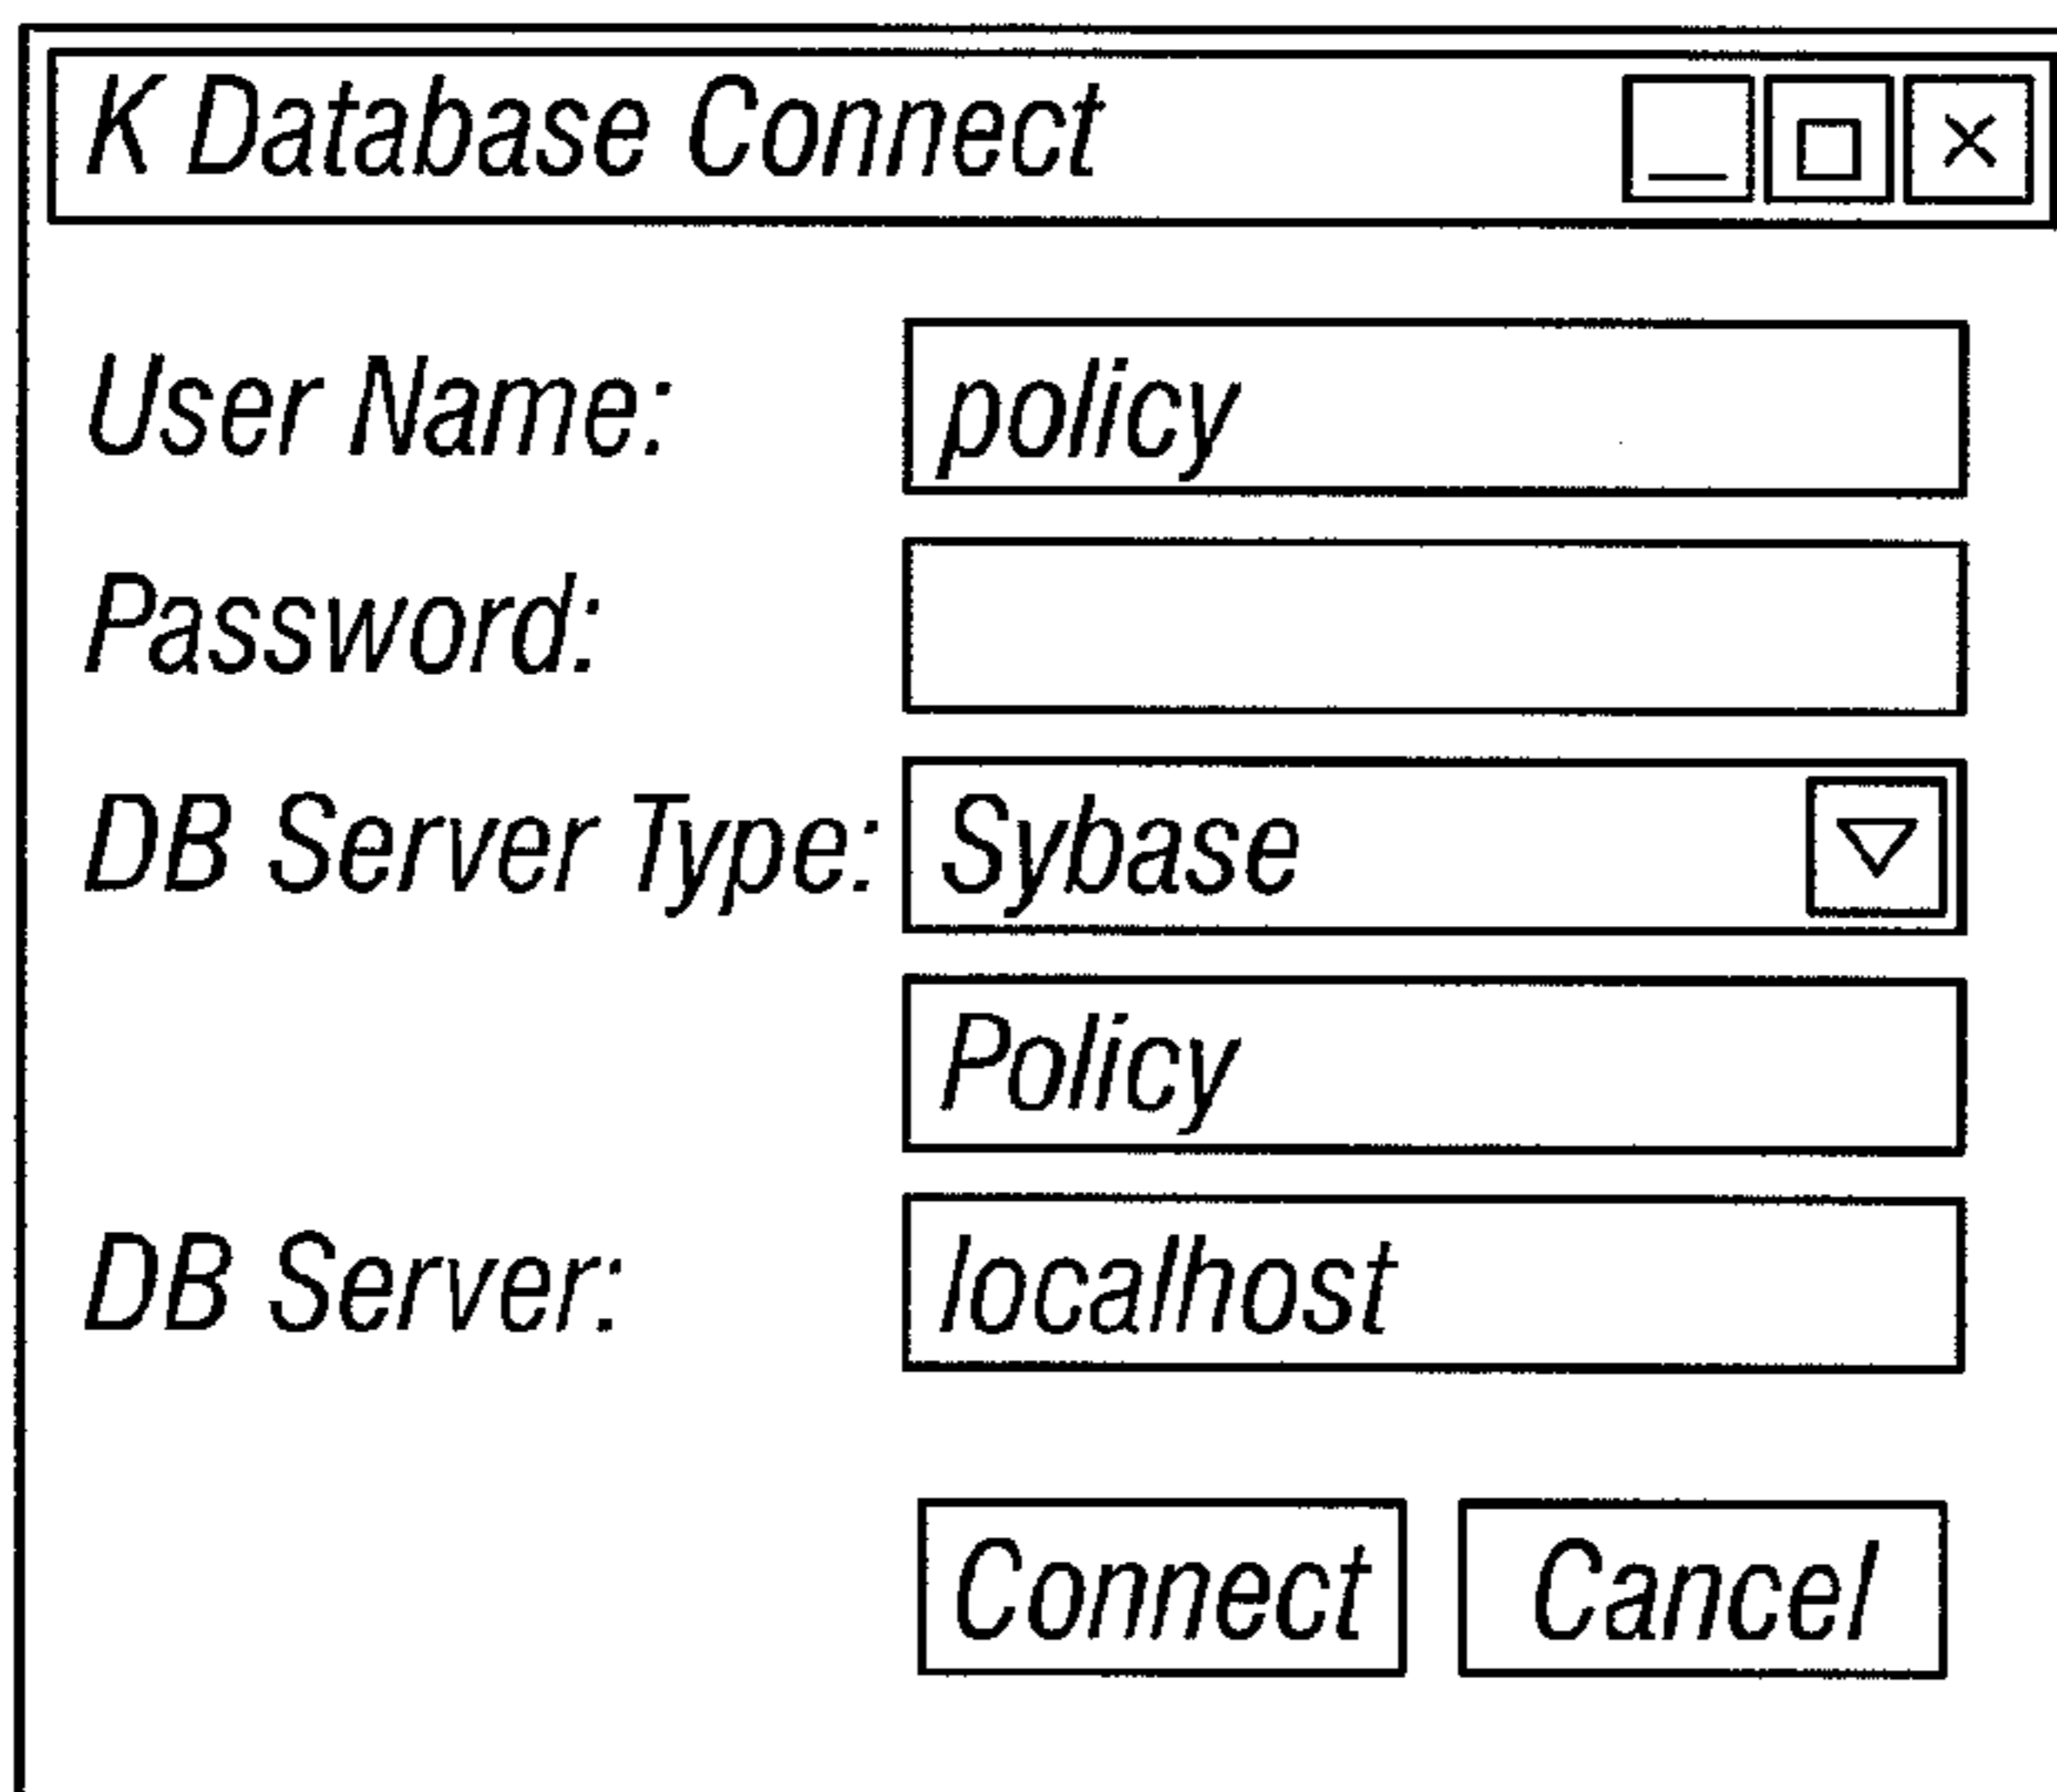 K Database Connect
User Name: policy
Password:
DB Server Type: Sybase
Policy
DB Server: localhost
Connect Cancel